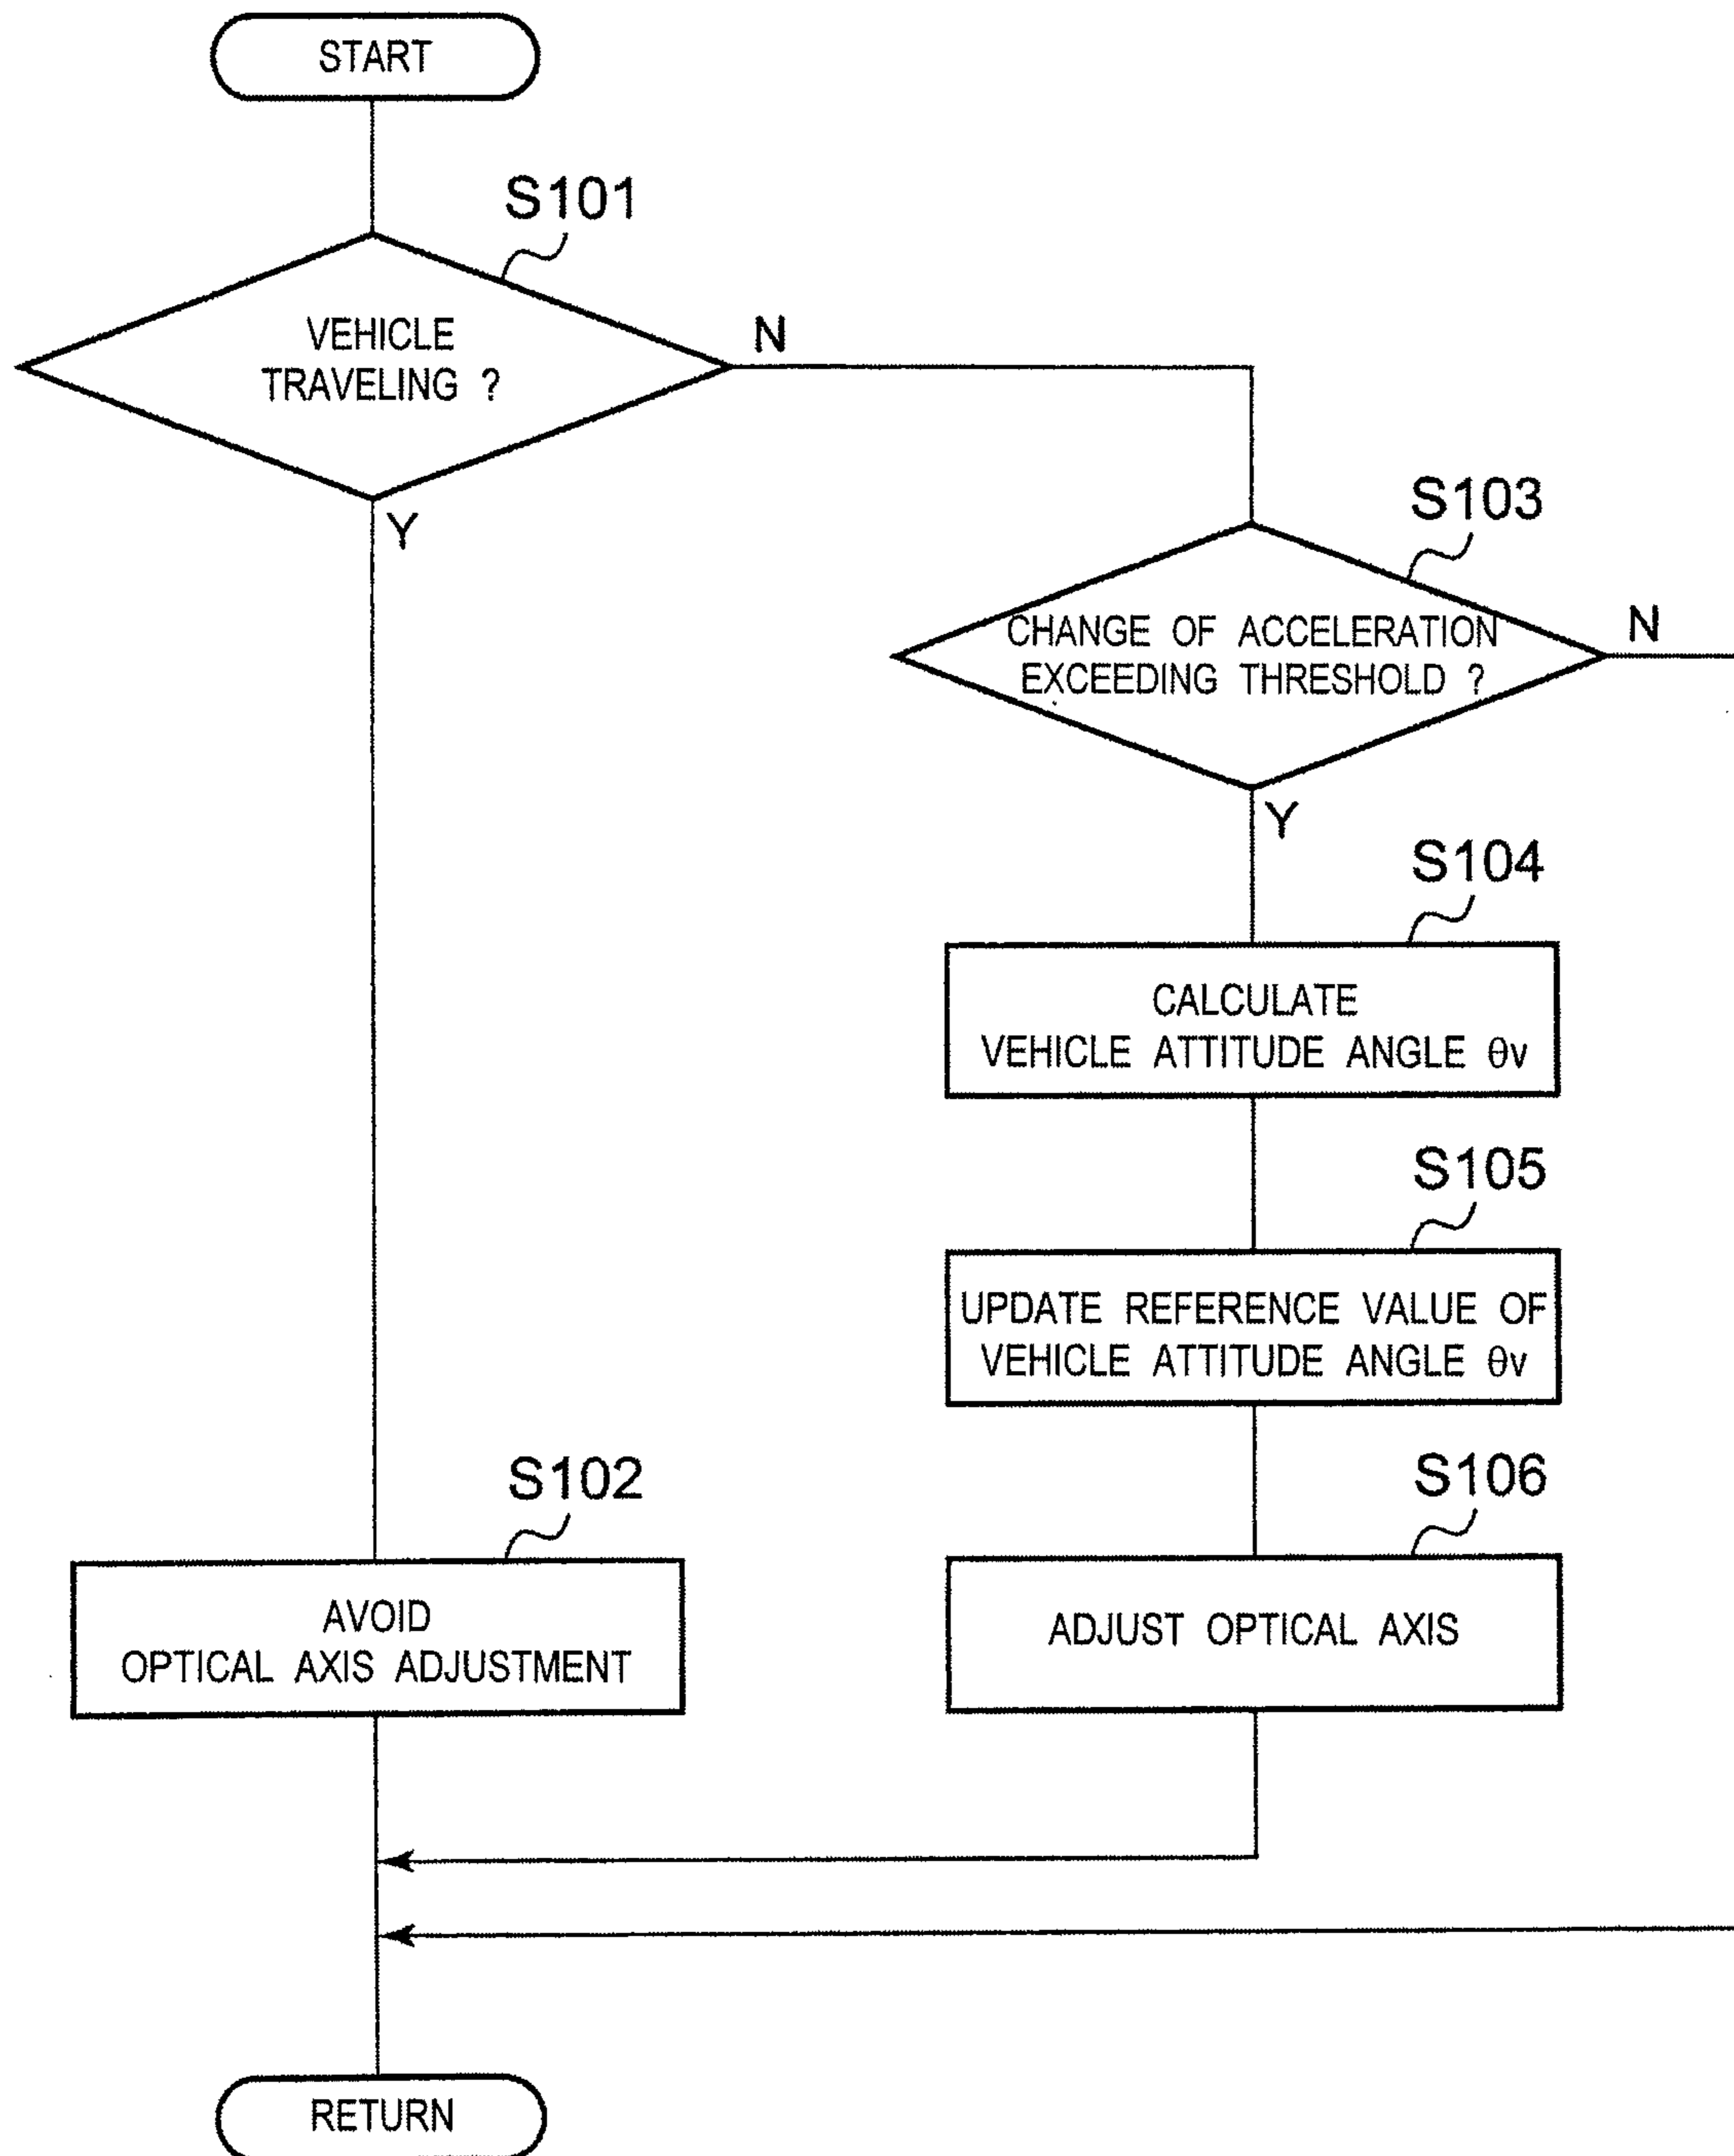 START
S101
VEHICLE
TRAVELING ?
N
Y
S103
CHANGE OF ACCELERATION
EXCEEDING THRESHOLD ?
N
Y
S104
CALCULATE
VEHICLE ATTITUDE ANGLE θv
S105
UPDATE REFERENCE VALUE OF
VEHICLE ATTITUDE ANGLE θv
S102
AVOID
OPTICAL AXIS ADJUSTMENT
S106
ADJUST OPTICAL AXIS
RETURN